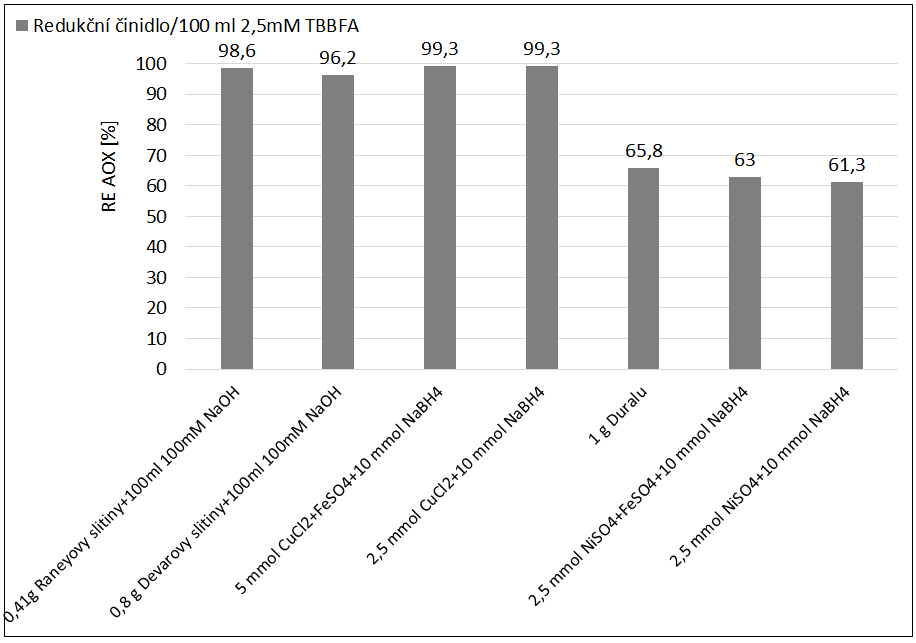 Redukční činidlo/100 ml 2,5mM TBBFA
98,6
96,2
99,3
99,3
65,8
63
61,3
100
90
80
70
60
50
40
30
20
10
0
RE AOX [%]
0,41g Raneyovy slitiny+100ml 100mM NaOH
0,8 g Devarovy slitiny+100ml 100mM NaOH
5 mmol CuCl2+FeSO4+10 mmol NaBH4
2,5 mmol CuCl2+10 mmol NaBH4
1 g Duralu
2,5 mmol NiSO4+FeSO4+10 mmol NaBH4
2,5 mmol NiSO4+10 mmol NaBH4